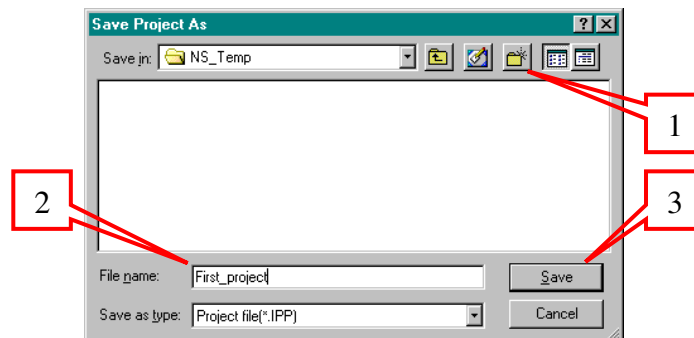 Save Project As
Save in: NS_Temp
1
2
3
File name: First_project Save
Save as type: Project file(*.IPP) Cancel